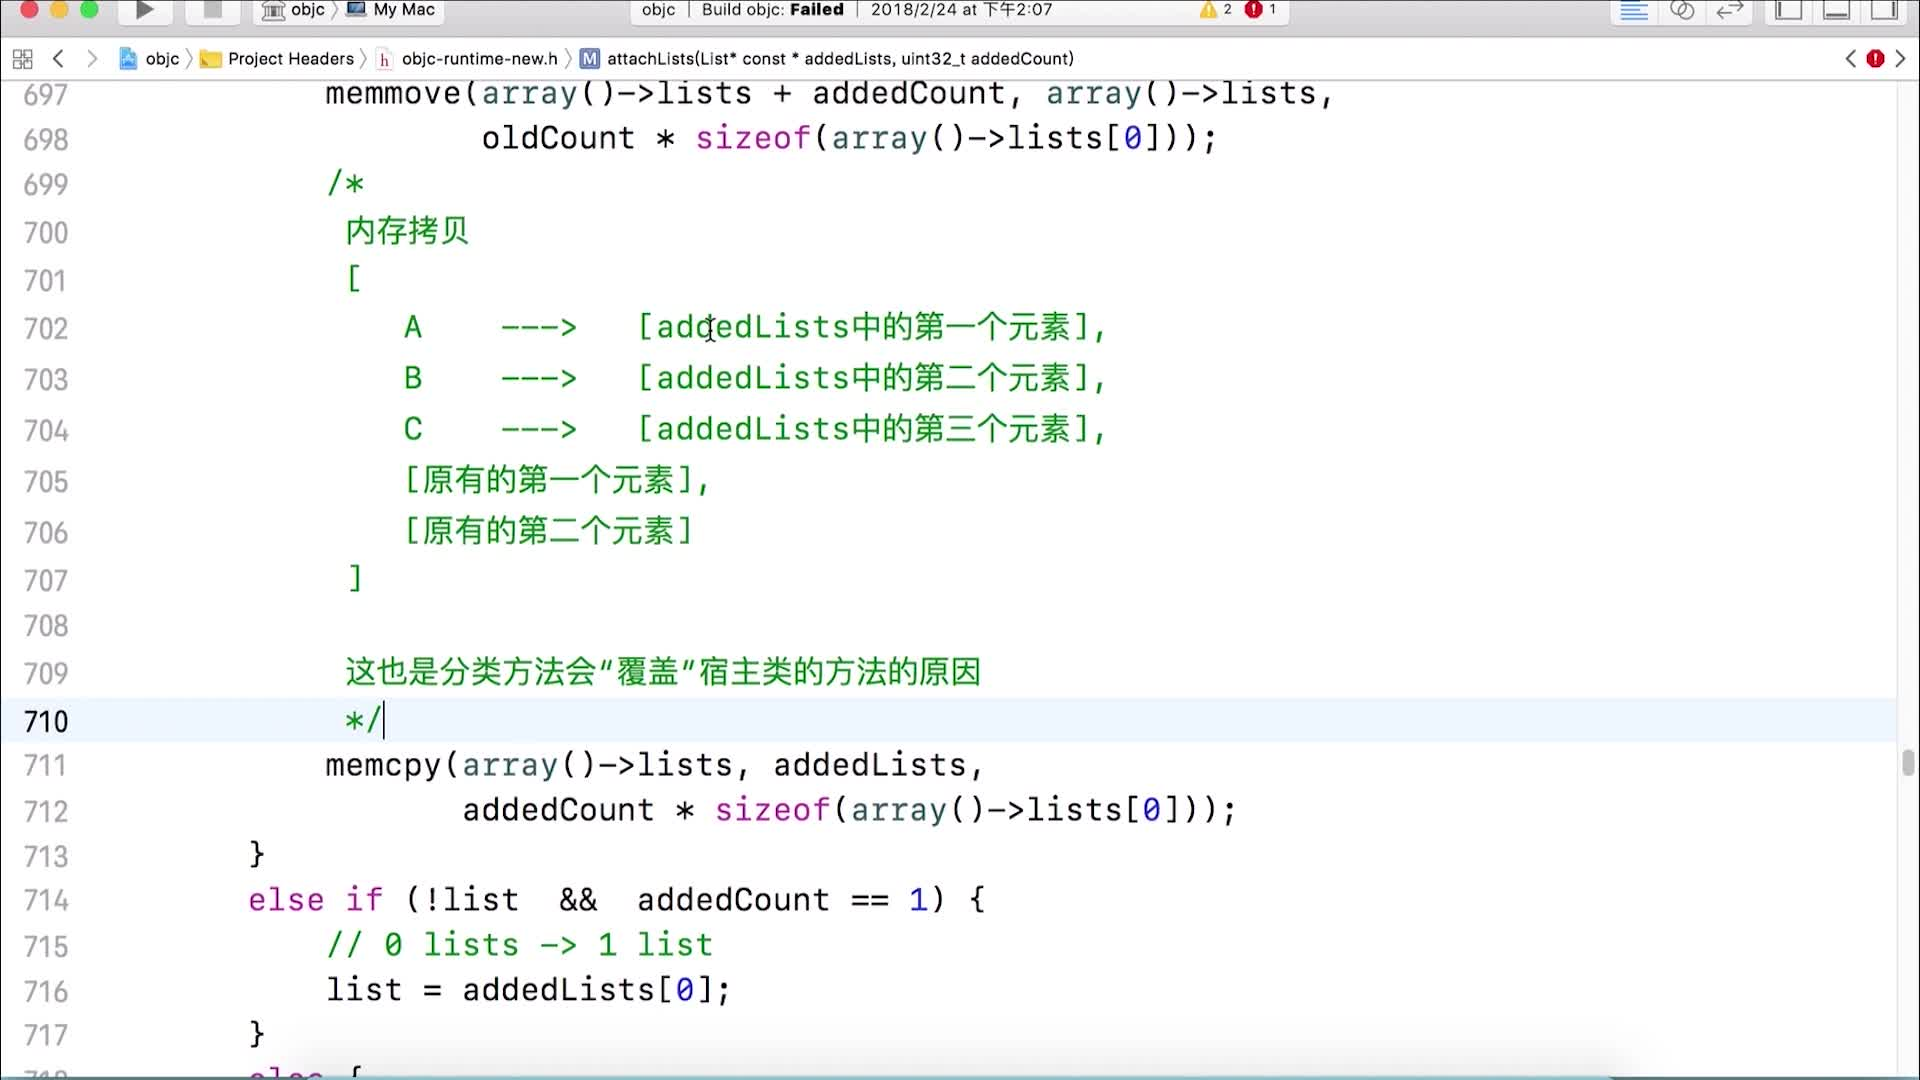 objc My Mac objc Build objc: Failed 2018/2/24 at 下午2:07 2 1
objc Project Headers h objc-runtime-new.h M attachLists(List* const * addedLists, uint32_t addedCount)
697 memmove(array()->lists + addedCount, array()->lists,
698 oldCount * sizeof(array()->lists[0]));
699 /*
700 内存拷贝
701 [
702 A ---> [addedLists中的第一个元素],
703 B ---> [addedLists中的第二个元素],
704 C ---> [addedLists中的第三个元素],
705 [原有的第一个元素],
706 [原有的第二个元素]
707 ]
708
709 这也是分类方法会“覆盖”宿主类的方法的原因
710 */
711 memcpy(array()->lists, addedLists,
712 addedCount * sizeof(array()->lists[0]));
713 }
714 else if (!list && addedCount == 1) {
715 // 0 lists -> 1 list
716 list = addedLists[0];
717 }
718 else {